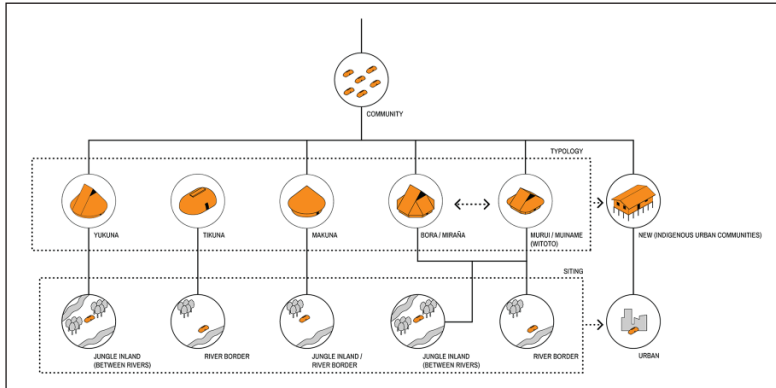 COMMUNITY
TYPOLOGY
YUKUNA
TIKUNA
MAKUNA
BORA / MIRAÑA
MURUI / MUINAME
(WITOTO)
NEW (INDIGENOUS URBAN COMMUNITIES)
SITING
JUNGLE INLAND
(BETWEEN RIVERS)
RIVER BORDER
JUNGLE INLAND /
RIVER BORDER
JUNGLE INLAND
(BETWEEN RIVERS)
RIVER BORDER
URBAN